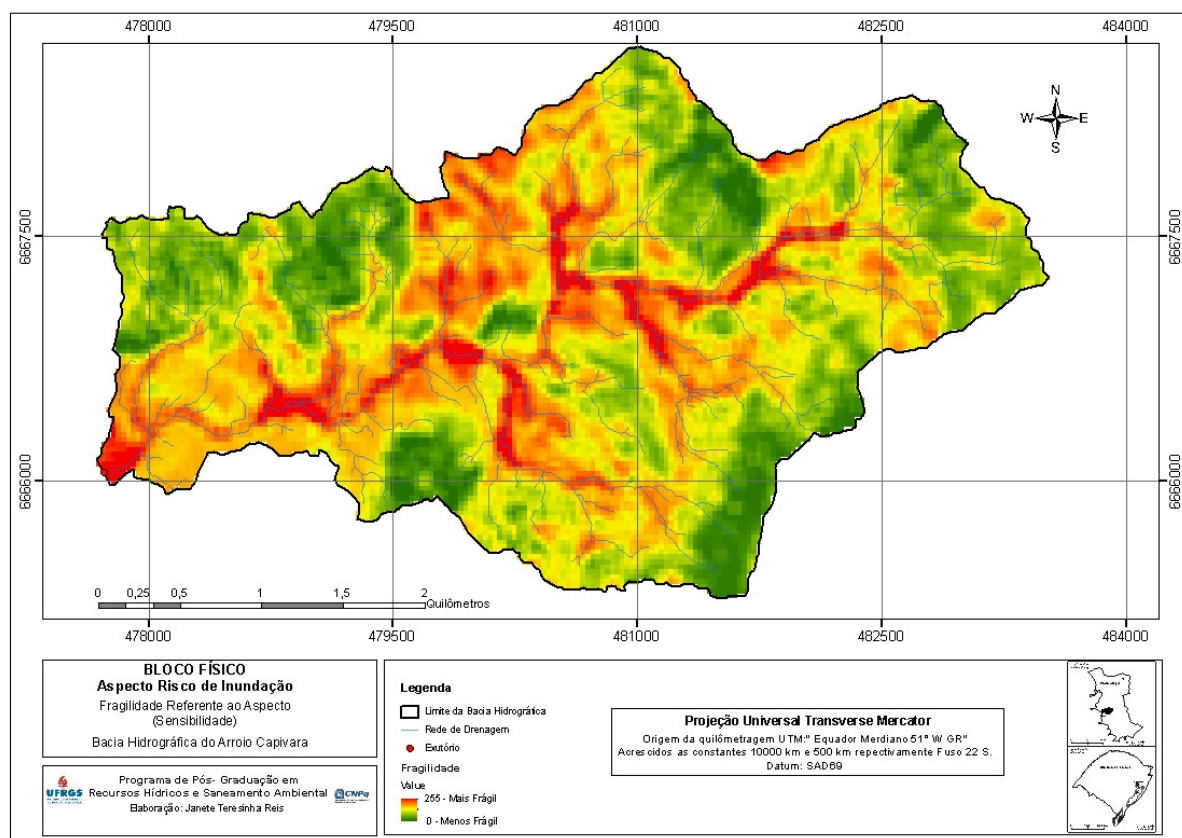 478000 479500 481000 482500 484000
N
W E
S
6667500 6667500
6666000 6666000
0 0,25 0,5 1 1,5 2
Quilômetros
478000 479500 481000 482500 484000
BLOCO FÍSICO
Aspecto Risco de Inundação
Fragilidade Referente ao Aspecto
(Sensibilidade)
Bacia Hidrográfica do Arroio Capivara
UFRGS
Programa de Pós- Graduação em
Recursos Hídricos e Saneamento Ambiental
Elaboração: Janete Teresinha Reis
CNPq
Legenda
Limite da Bacia Hidrográfica
Rede de Drenagem
Exutório
Fragilidade
Value
255 - Mais Frágil
0 - Menos Frágil
Projeção Universal Transverse Mercator
Origem da quilômetragem UTM:" Equador Merdiano 51° W GR"
Acrescidos as constantes 10000 km e 500 km repectivamente Fuso 22 S.
Datum: SAD69